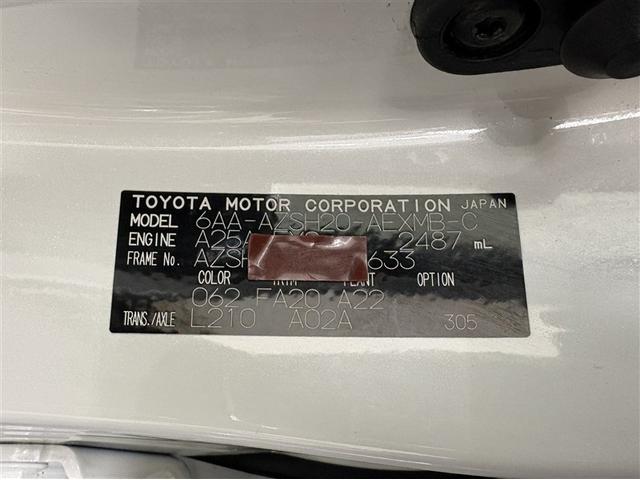 TOYOTA MOTOR CORPORATION JAPAN
MODEL 6AA-AZSH20-AEXMB-C
ENGINE A25A 2487 mL
FRAME No. AZSH 633
COLOR OPTION
062 FA20 A22
TRANS./AXLE L210 A02A 305